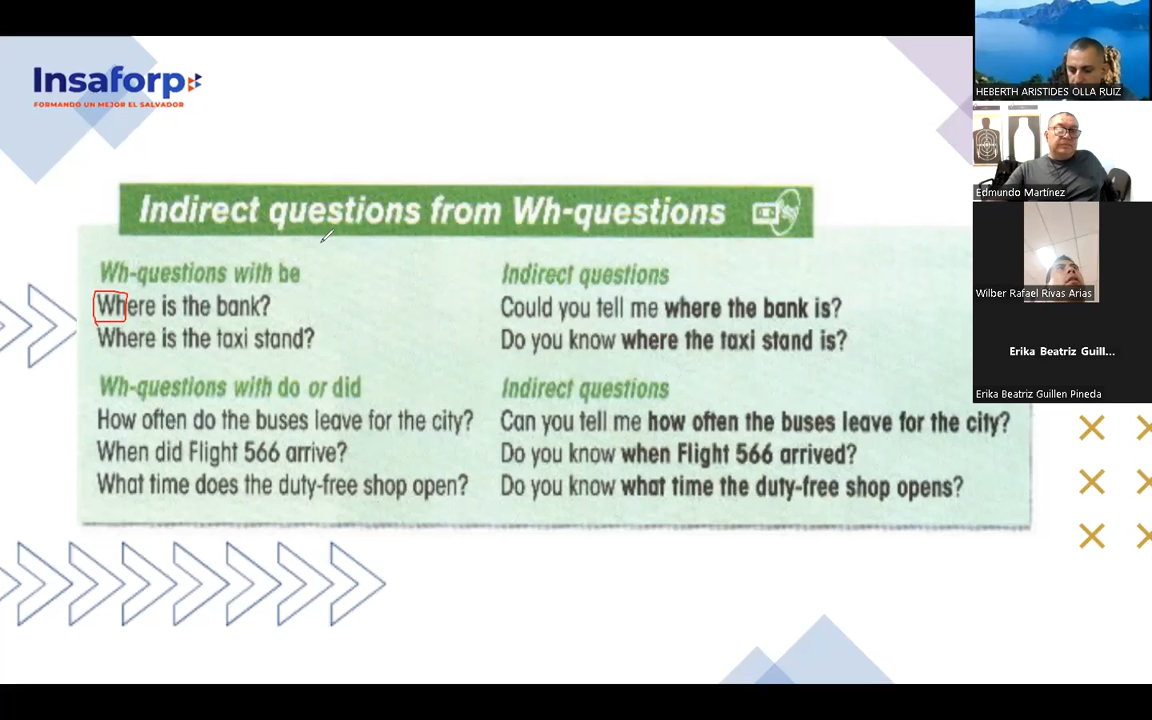 Insaforp
FORMANDO UN MEJOR EL SALVADOR
Indirect questions from Wh-questions
Wh-questions with be
Where is the bank?
Where is the taxi stand?
Indirect questions
Could you tell me where the bank is?
Do you know where the taxi stand is?
Wh-questions with do or did
How often do the buses leave for the city?
When did Flight 566 arrive?
What time does the duty-free shop open?
Indirect questions
Can you tell me how often the buses leave for the city?
Do you know when Flight 566 arrived?
Do you know what time the duty-free shop opens?
HEBERTH ARISTIDES OLLA RUIZ
Edmundo Martínez
Wilber Rafael Rivas Arias
Erika Beatriz Guill...
Erika Beatriz Guillen Pineda